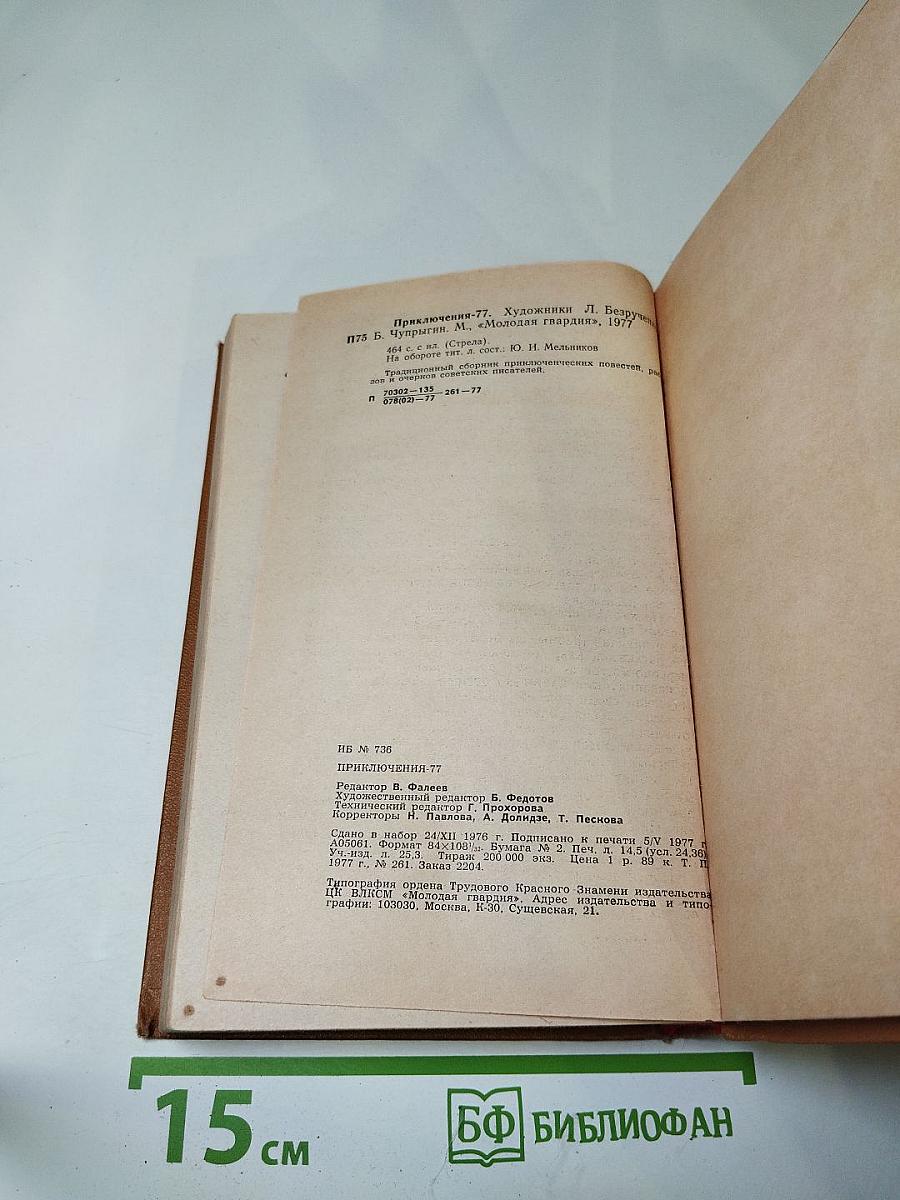 Приключения-77. Художники Л. Безручен
П75 Б. Чупрыгин. М., «Молодая гвардия», 1977
464 с. с ил. (Стрела).
На обороте тит. л. сост.: Ю. И. Мельников
Традиционный сборник приключенческих повестей, рас
зов и очерков советских писателей.
П 70302—135 261—77
078(02)—77
ИБ № 736
ПРИКЛЮЧЕНИЯ-77
Редактор В. Фалеев
Художественный редактор Б. Федотов
Технический редактор Г. Прохорова
Корректоры Н. Павлова, А. Долидзе, Т. Пескова
Сдано в набор 24/XII 1976 г. Подписано к печати 5/V 1977 г
А05061. Формат 84×108¹/₃₂. Бумага № 2. Печ. л. 14,5 (усл. 24,36)
Уч.-изд. л. 25,3. Тираж 200 000 экз. Цена 1 р. 89 к. Т. П.
1977 г., № 261. Заказ 2204.
Типография ордена Трудового Красного Знамени издательства
ЦК ВЛКСМ «Молодая гвардия». Адрес издательства и типо-
графии: 103030, Москва, К-30, Сущевская, 21.
15 см
БФ БИБЛИОФАН